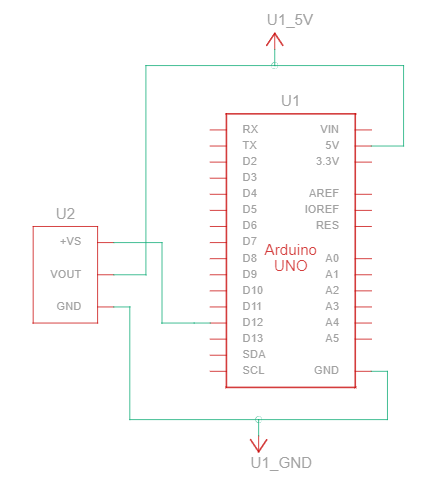 U1_5V
U1
RX VIN
TX 5V
D2 3.3V
D3
D4 AREF
D5 IOREF
D6 RES
U2
+VS D7
Arduino
UNO
D8 A0
VOUT D9 A1
D10 A2
GND D11 A3
D12 A4
D13 A5
SDA
SCL GND
U1_GND